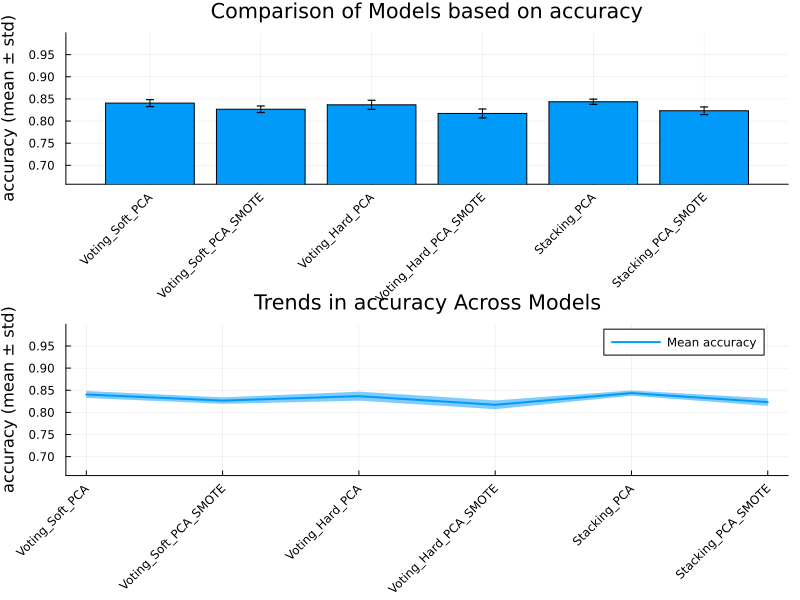 Comparison of Models based on accuracy
accuracy (mean ± std)
0.95
0.90
0.85
0.80
0.75
0.70
Voting_Soft_PCA
Voting_Soft_PCA_SMOTE
Voting_Hard_PCA
Voting_Hard_PCA_SMOTE
Stacking_PCA
Stacking_PCA_SMOTE
Trends in accuracy Across Models
accuracy (mean ± std)
0.95
0.90
0.85
0.80
0.75
0.70
Mean accuracy
Voting_Soft_PCA
Voting_Soft_PCA_SMOTE
Voting_Hard_PCA
Voting_Hard_PCA_SMOTE
Stacking_PCA
Stacking_PCA_SMOTE